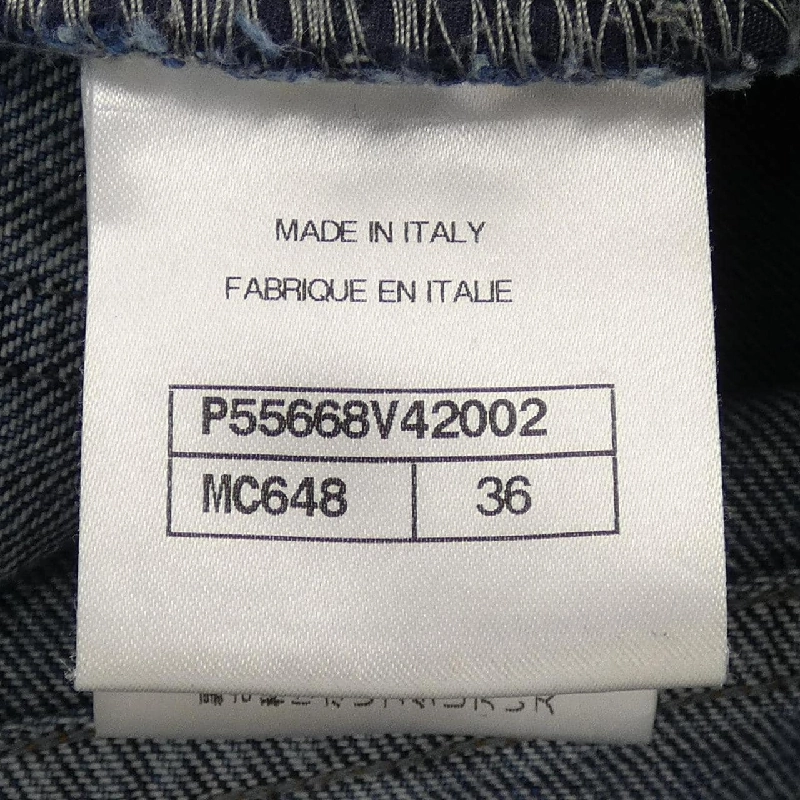 MADE IN ITALY
FABRIQUE EN ITALIE
P55668V42002
MC648 36